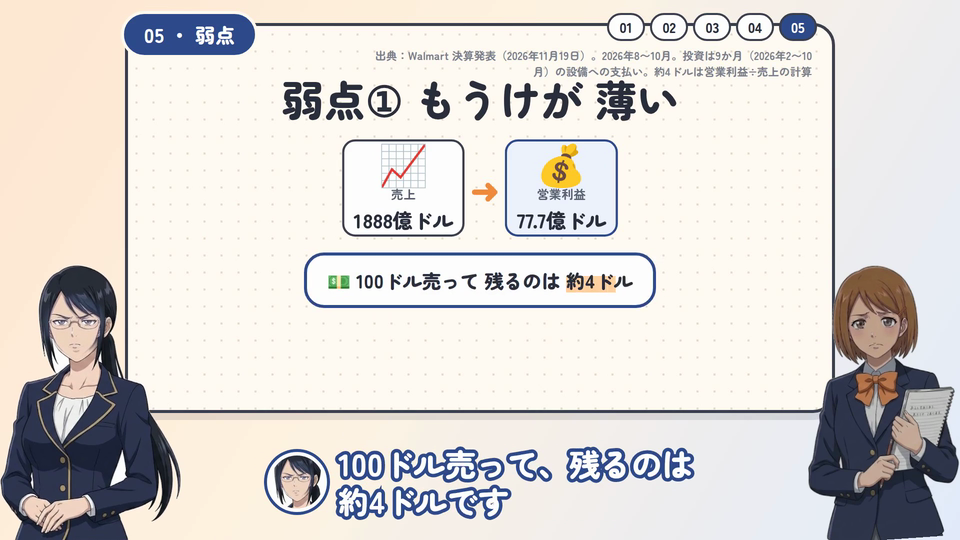 05 ・ 弱点
01 02 03 04 05
出典：Walmart 決算発表（2026年11月19日）。2026年8〜10月。投資は9か月（2026年2〜10
月）の設備への支払い。約4ドルは営業利益÷売上の計算
弱点① もうけが 薄い
売上
1888億ドル
営業利益
77.7億ドル
100ドル売って 残るのは 約4ドル
100ドル売って、残るのは
約4ドルです